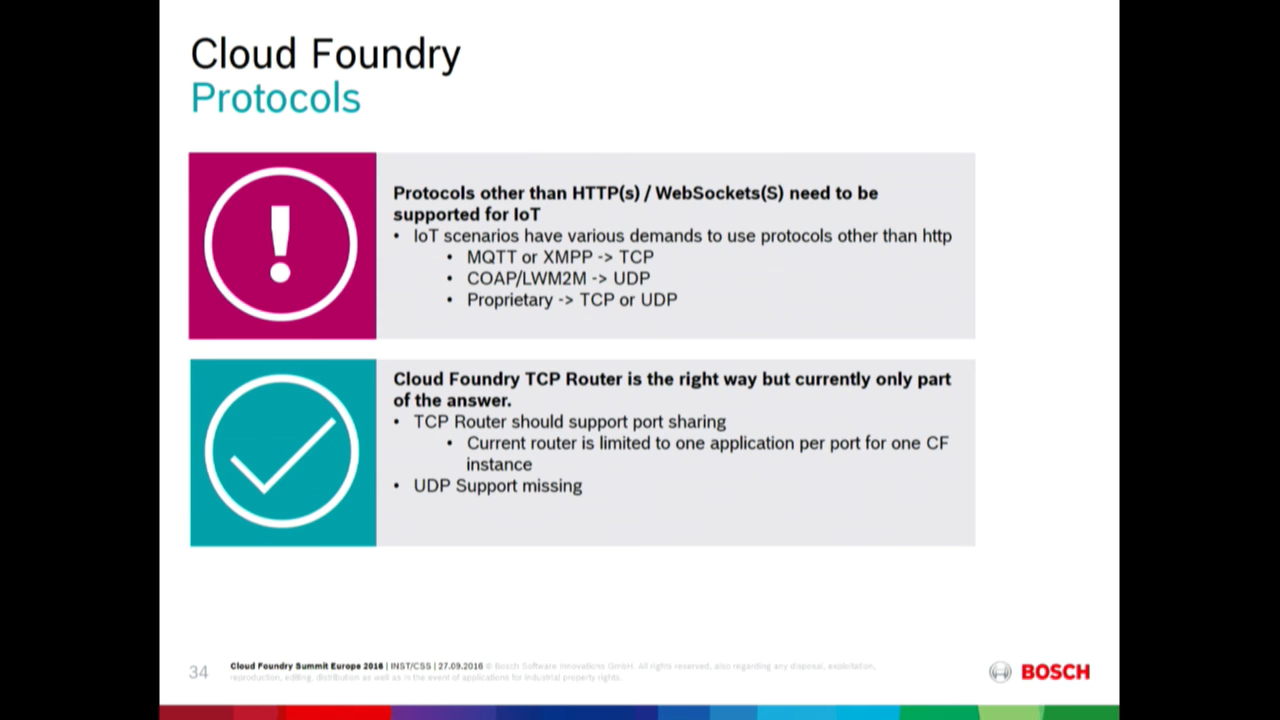 Cloud Foundry
Protocols
Protocols other than HTTP(s) / WebSockets(S) need to be
supported for IoT
• IoT scenarios have various demands to use protocols other than http
• MQTT or XMPP -> TCP
• COAP/LWM2M -> UDP
• Proprietary -> TCP or UDP
Cloud Foundry TCP Router is the right way but currently only part
of the answer.
• TCP Router should support port sharing
• Current router is limited to one application per port for one CF
instance
• UDP Support missing
34
Cloud Foundry Summit Europe 2016 | INST/CSS | 27.09.2016 © Bosch Software Innovations GmbH. All rights reserved, also regarding any disposal, exploitation,
reproduction, editing, distribution as well as in the event of applications for industrial property rights.
BOSCH